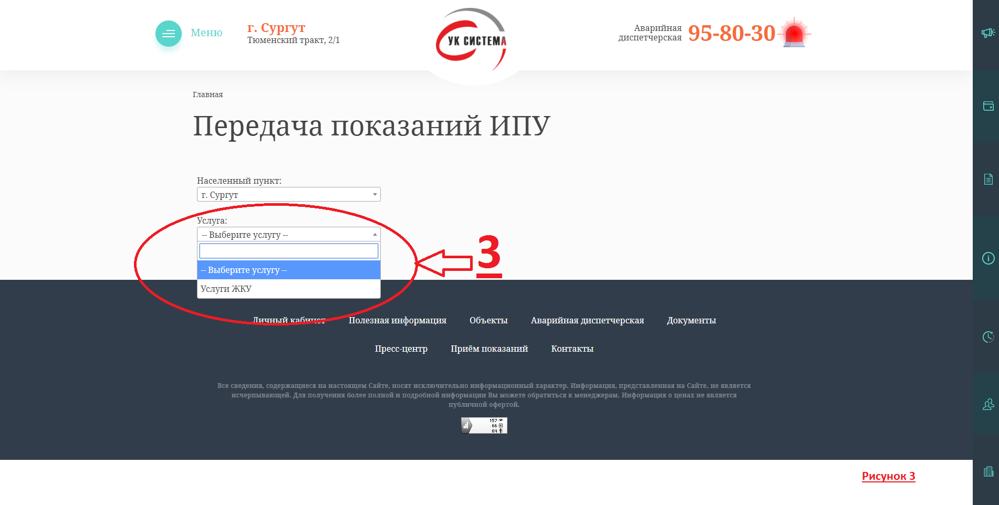 Меню
г. Сургут
Тюменский тракт, 2/1
УК СИСТЕМА
Аварийная
диспетчерская
95-80-30
Главная
Передача показаний ИПУ
Населенный пункт:
г. Сургут
Услуга:
-- Выберите услугу --
-- Выберите услугу --
Услуги ЖКУ
3
Личный кабинет Полезная информация Объекты Аварийная диспетчерская Документы
Пресс-центр Приём показаний Контакты
Все сведения, содержащиеся на настоящем Сайте, носят исключительно информационный характер. Информация, представленная на Сайте, не является
исчерпывающей. Для получения более полной и подробной информации Вы можете обратиться к менеджерам. Информация о ценах не является
публичной офертой.
157
66
64
Рисунок 3